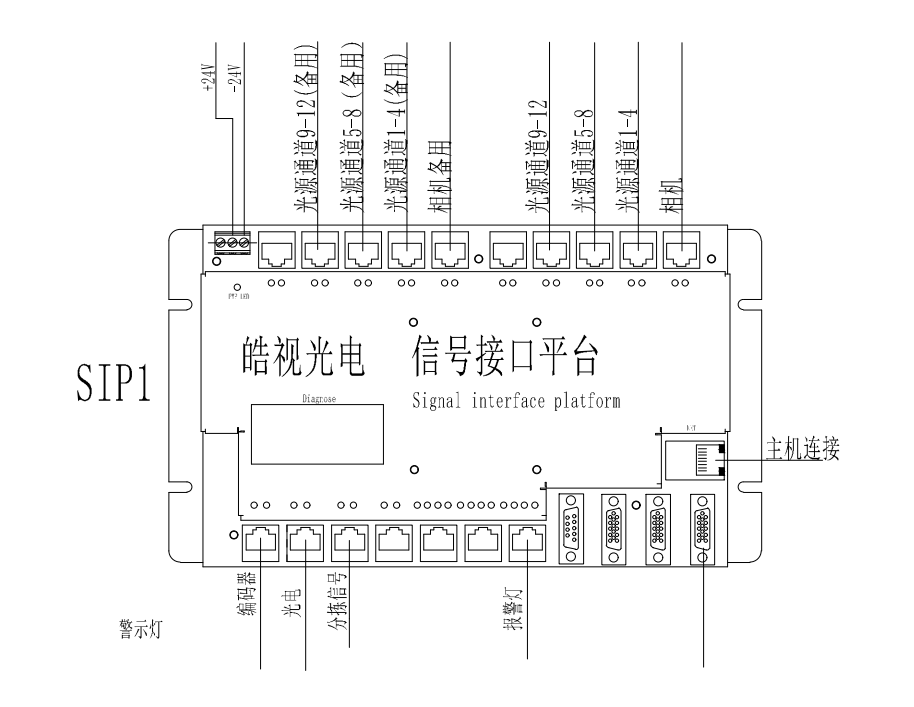 +24V
-24V
光源通道9-12(备用)
光源通道5-8(备用)
光源通道1-4(备用)
相机备用
光源通道9-12
光源通道5-8
光源通道1-4
相机
皓视光电 信号接口平台
SIP1
Diagnose
Signal interface platform
主机连接
编码器
光电
分拣信号
报警灯
警示灯